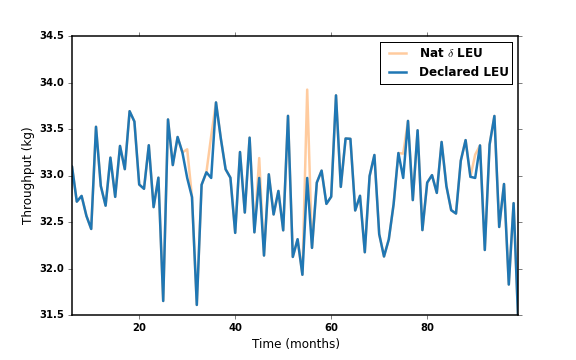 34.5
34.0
33.5
33.0
32.5
32.0
31.5
Throughput (kg)
Nat δ LEU
Declared LEU
20 40 60 80
Time (months)